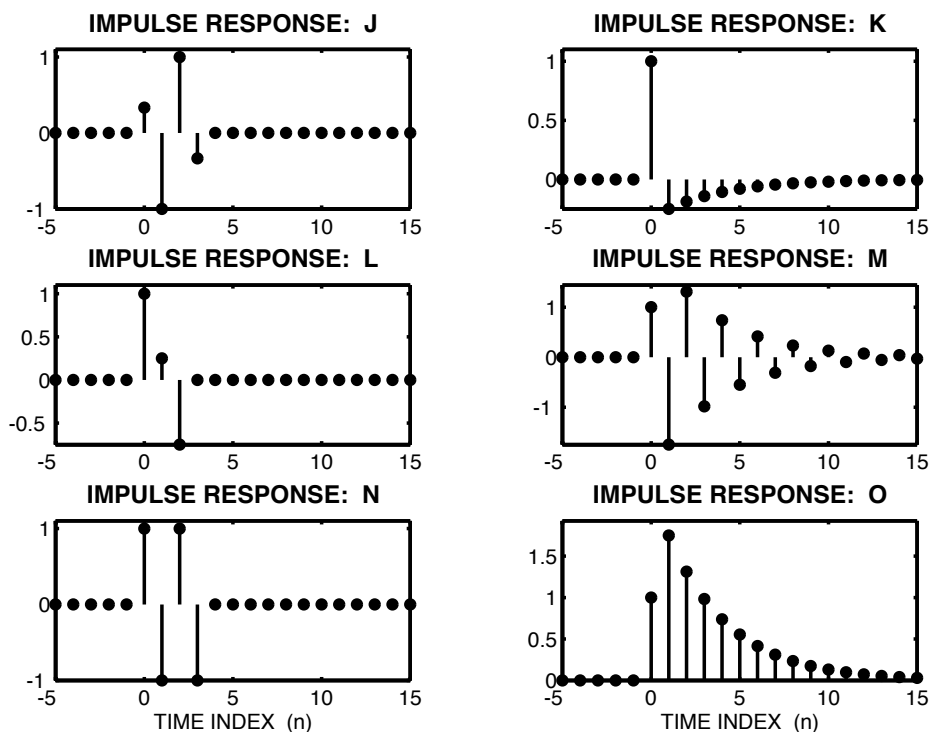 IMPULSE RESPONSE: J
1
0
-1
-5 0 5 10 15
IMPULSE RESPONSE: K
1
0.5
0
-5 0 5 10 15
IMPULSE RESPONSE: L
1
0.5
0
-0.5
-5 0 5 10 15
IMPULSE RESPONSE: M
1
0
-1
-5 0 5 10 15
IMPULSE RESPONSE: N
1
0
-1
-5 0 5 10 15
TIME INDEX (n)
IMPULSE RESPONSE: O
1.5
1
0.5
0
-5 0 5 10 15
TIME INDEX (n)